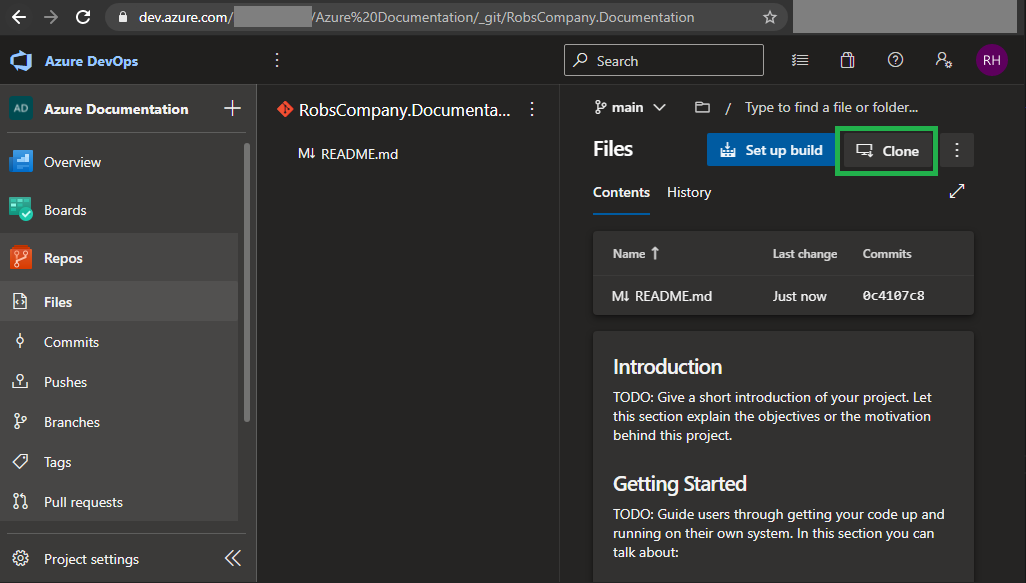 dev.azure.com/ /Azure%20Documentation/_git/RobsCompany.Documentation
Azure DevOps
Search
RH
AD Azure Documentation
Overview
Boards
Repos
Files
Commits
Pushes
Branches
Tags
Pull requests
Project settings
RobsCompany.Documenta...
M↓ README.md
main / Type to find a file or folder...
Files
Set up build
Clone
Contents History
Name ↑ Last change Commits
M↓ README.md Just now 0c4107c8
Introduction
TODO: Give a short introduction of your project. Let
this section explain the objectives or the motivation
behind this project.
Getting Started
TODO: Guide users through getting your code up and
running on their own system. In this section you can
talk about: